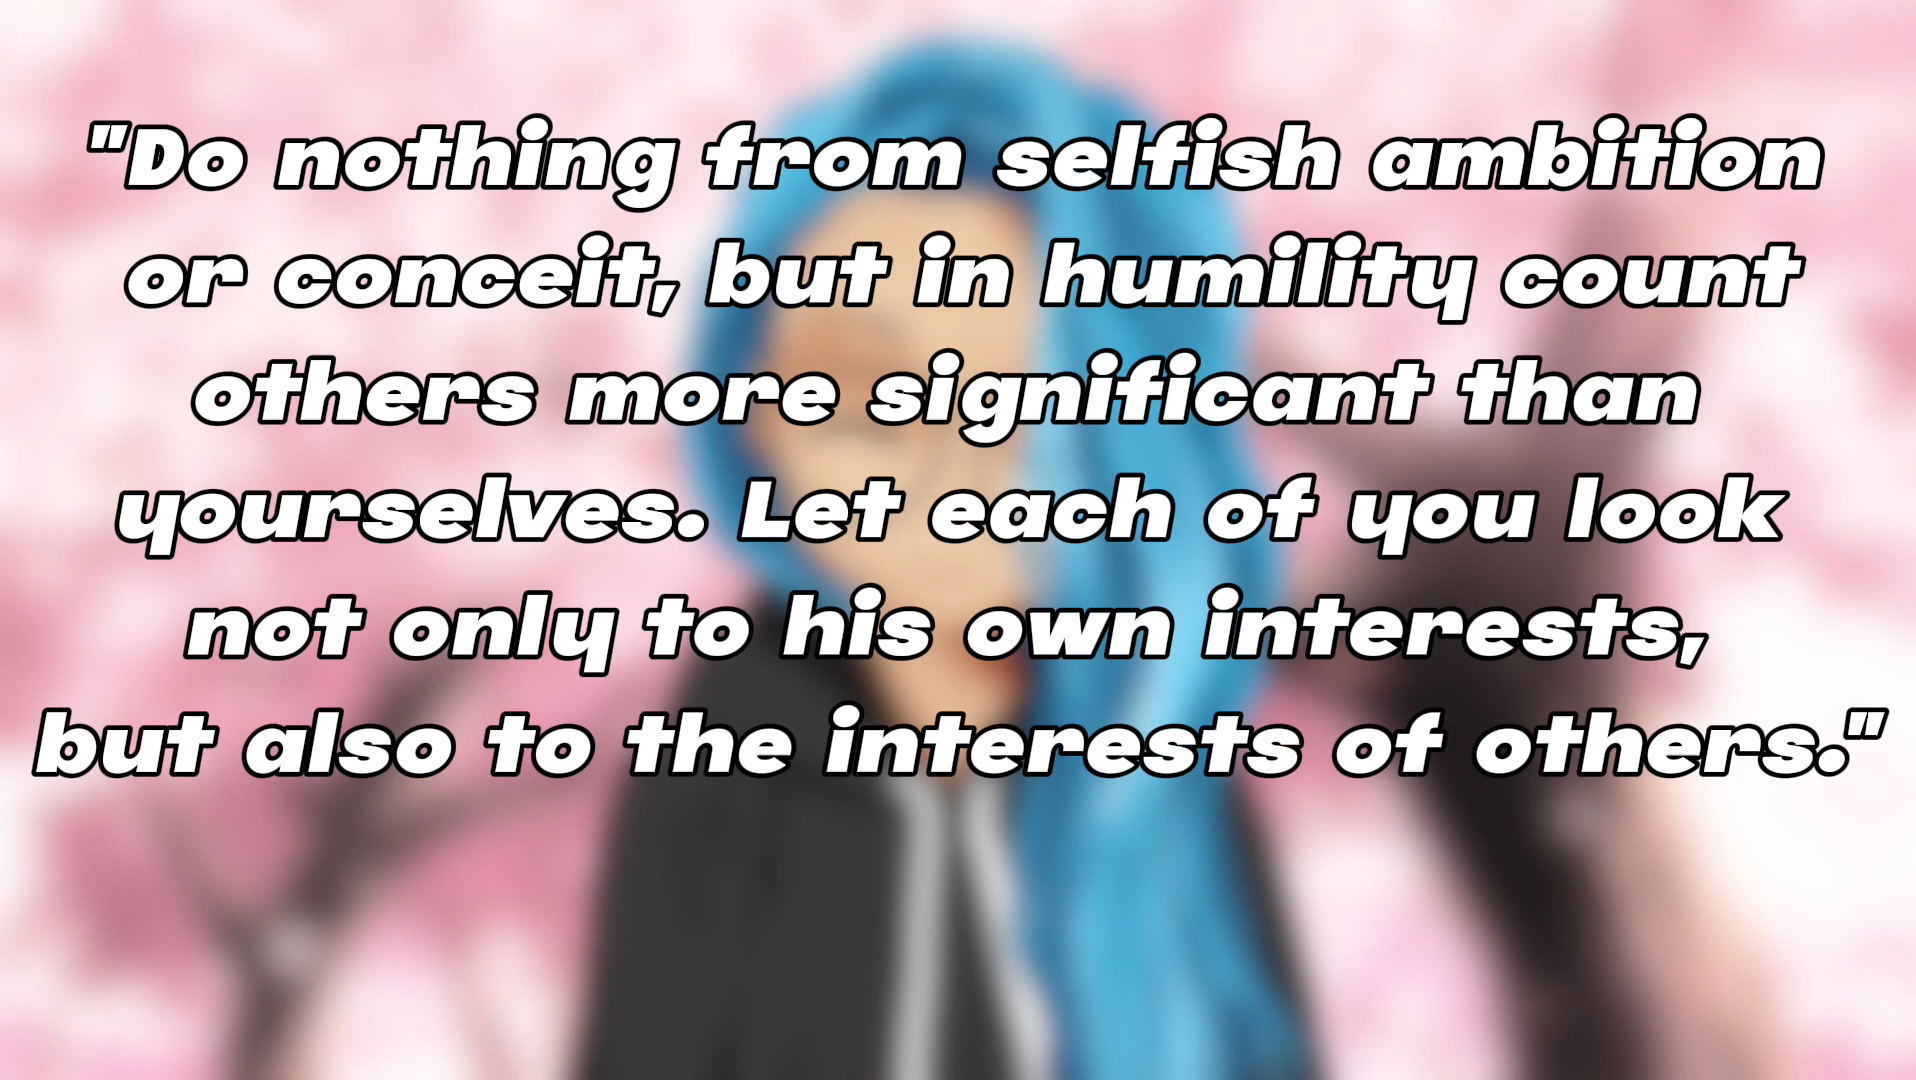 "Do nothing from selfish ambition
or conceit, but in humility count
others more significant than
yourselves. Let each of you look
not only to his own interests,
but also to the interests of others."